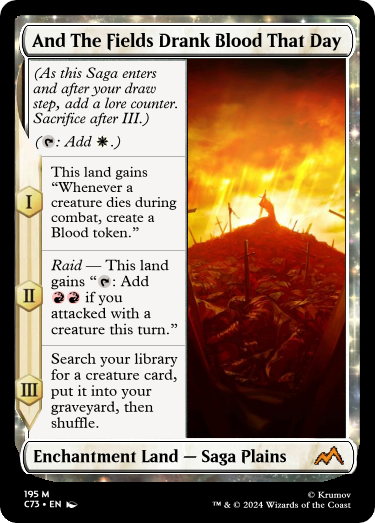 And The Fields Drank Blood That Day
(As this Saga enters
and after your draw
step, add a lore counter.
Sacrifice after III.)
(: Add .)
I
This land gains
“Whenever a
creature dies during
combat, create a
Blood token.”
II
Raid — This land
gains “: Add
 if you
attacked with a
creature this turn.”
III
Search your library
for a creature card,
put it into your
graveyard, then
shuffle.
Enchantment Land — Saga Plains
195 M
C73 • EN
© Krumov
™ & © 2024 Wizards of the Coast